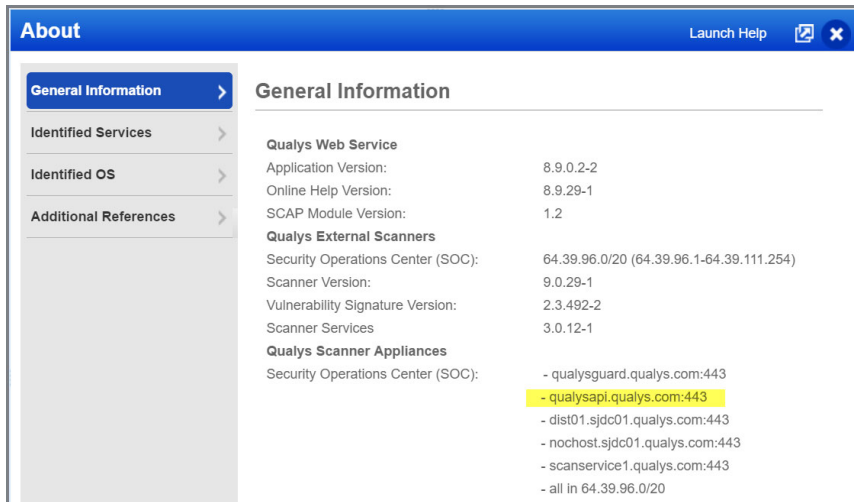 About
Launch Help
General Information
Identified Services
Identified OS
Additional References
General Information
Qualys Web Service
Application Version: 8.9.0.2-2
Online Help Version: 8.9.29-1
SCAP Module Version: 1.2
Qualys External Scanners
Security Operations Center (SOC): 64.39.96.0/20 (64.39.96.1-64.39.111.254)
Scanner Version: 9.0.29-1
Vulnerability Signature Version: 2.3.492-2
Scanner Services 3.0.12-1
Qualys Scanner Appliances
Security Operations Center (SOC): - qualysguard.qualys.com:443
- qualysapi.qualys.com:443
- dist01.sjdc01.qualys.com:443
- nochost.sjdc01.qualys.com:443
- scanservice1.qualys.com:443
- all in 64.39.96.0/20